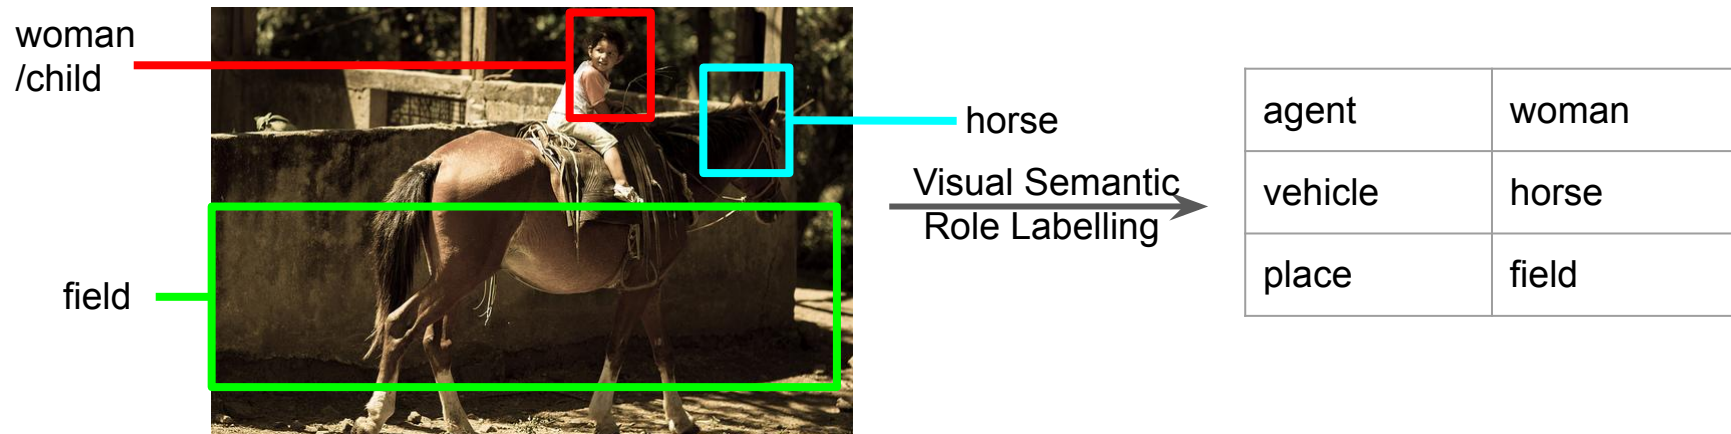 woman
/child
horse
field
Visual Semantic
Role Labelling
agent woman
vehicle horse
place field